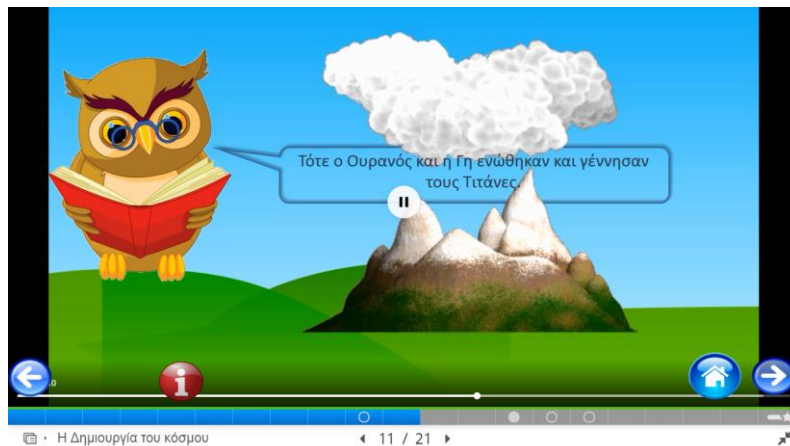 Τότε ο Ουρανός και η Γη ενώθηκαν και γέννησαν
τους Τιτάνες.
i
Η Δημιουργία του κόσμου
11 / 21